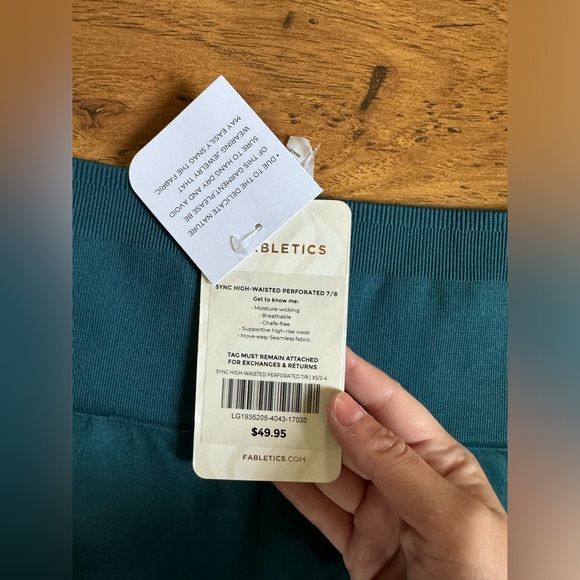 • DUE TO THE DELICATE NATURE
OF THIS GARMENT,PLEASE BE
SURE TO HANG DRY AND AVOID
WEARING JEWELRY THAT
MAY EASILY SNAG THE FABRIC
FABLETICS
SYNC HIGH-WAISTED PERFORATED 7/8
Get to know me:
- Moisture-wicking
- Breathable
- Chafe-free
- Supportive high-rise waist
- Move-easy Seamless fabric
TAG MUST REMAIN ATTACHED
FOR EXCHANGES & RETURNS
SYNC HIGH-WAISTED PERFORATED 7/8 | XS/2-4
LG1935205-4043-17020
$49.95
FABLETICS.COM